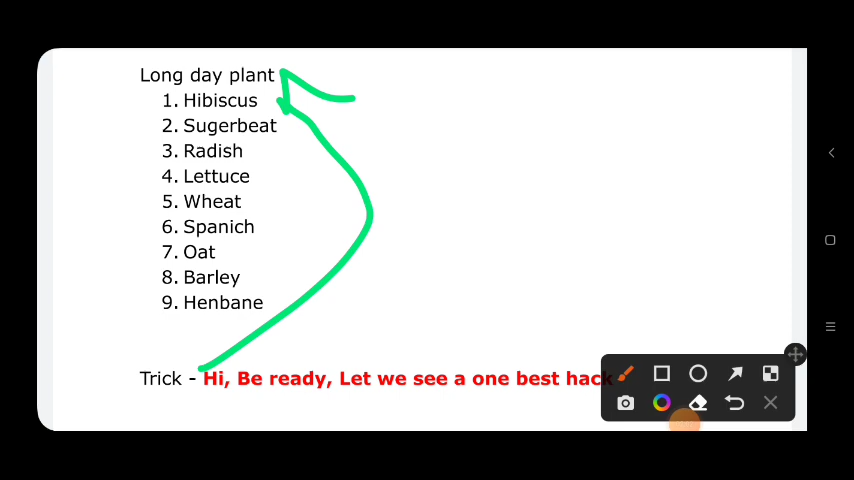 Long day plant
1. Hibiscus
2. Sugerbeat
3. Radish
4. Lettuce
5. Wheat
6. Spanich
7. Oat
8. Barley
9. Henbane
Trick - Hi, Be ready, Let we see a one best hack